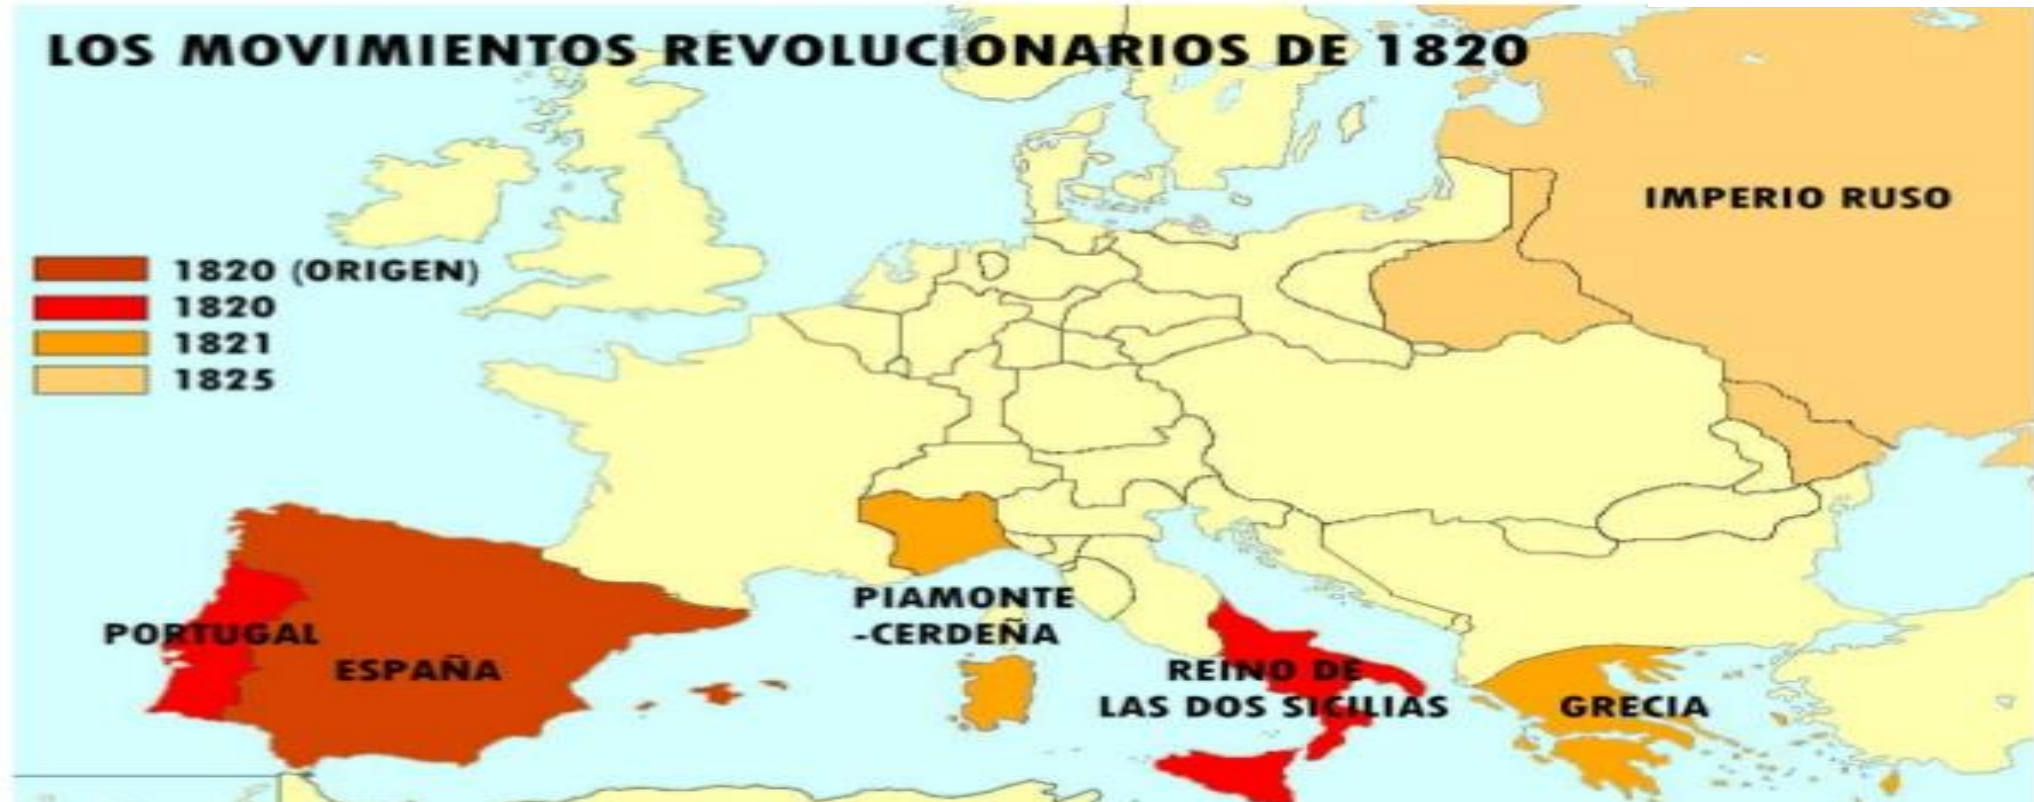 LOS MOVIMIENTOS REVOLUCIONARIOS DE 1820
IMPERIO RUSO
1820 (ORIGEN)
1820
1821
1825
PIAMONTE
-CERDEÑA
PORTUGAL
ESPAÑA
REINO DE
LAS DOS SICILIAS
GRECIA